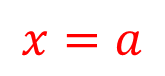 x = a